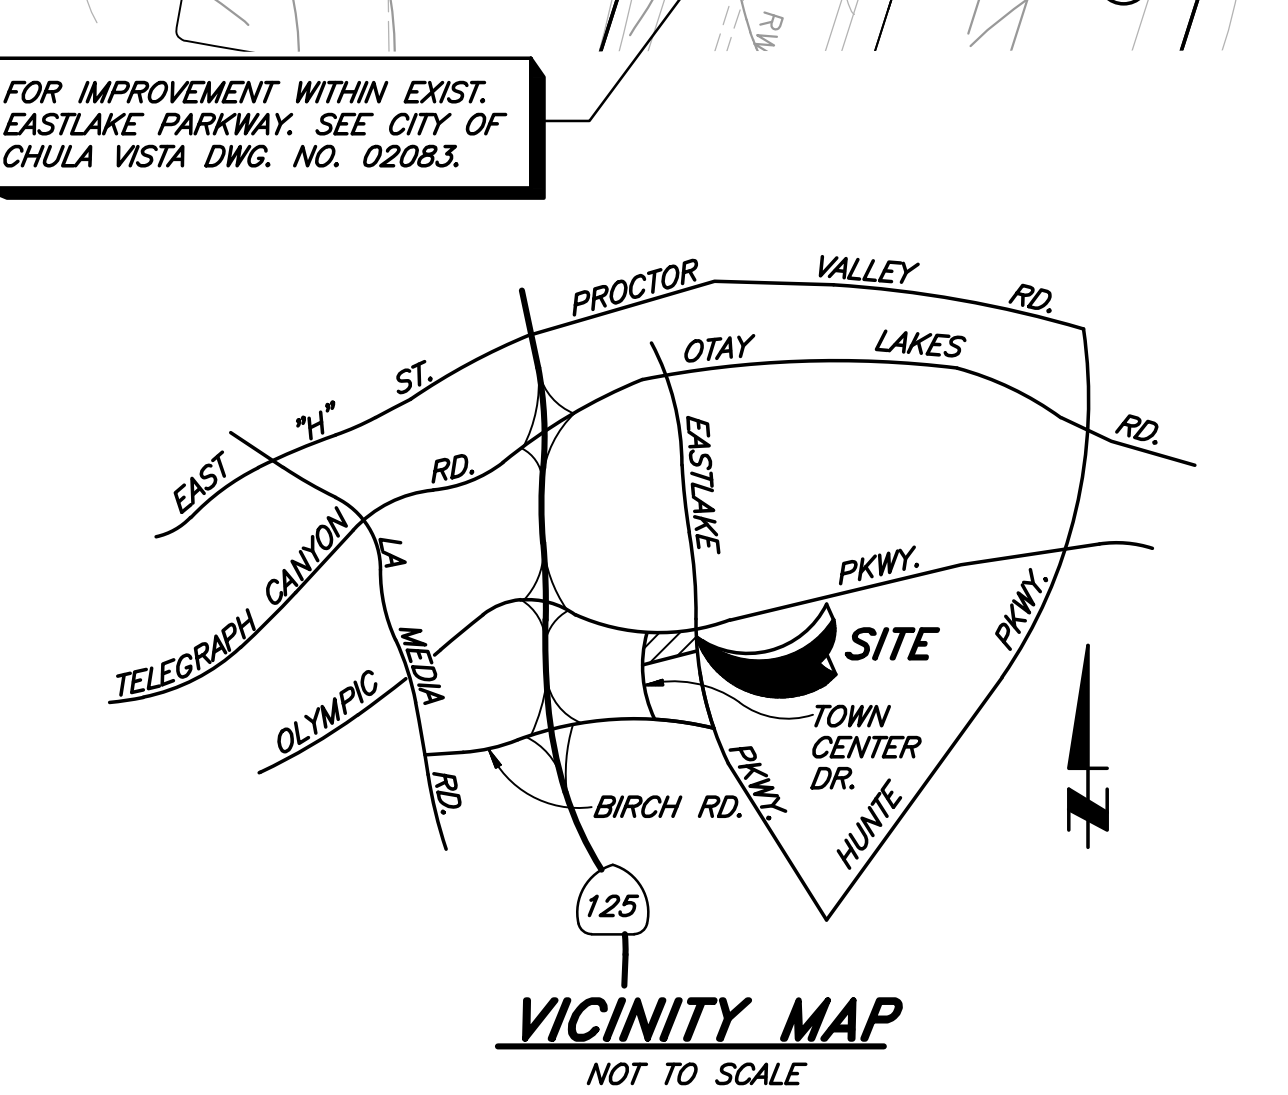 RW
FOR IMPROVEMENT WITHIN EXIST.
EASTLAKE PARKWAY. SEE CITY OF
CHULA VISTA DWG. NO. 02083.
PROCTOR VALLEY RD.
OTAY LAKES RD.
EAST "H" ST.
TELEGRAPH CANYON RD.
EASTLAKE PKWY.
LA MEDIA RD.
OLYMPIC PKWY.
HUNTE PKWY.
SITE
TOWN
CENTER
DR.
BIRCH RD.
125
N
VICINITY MAP
NOT TO SCALE